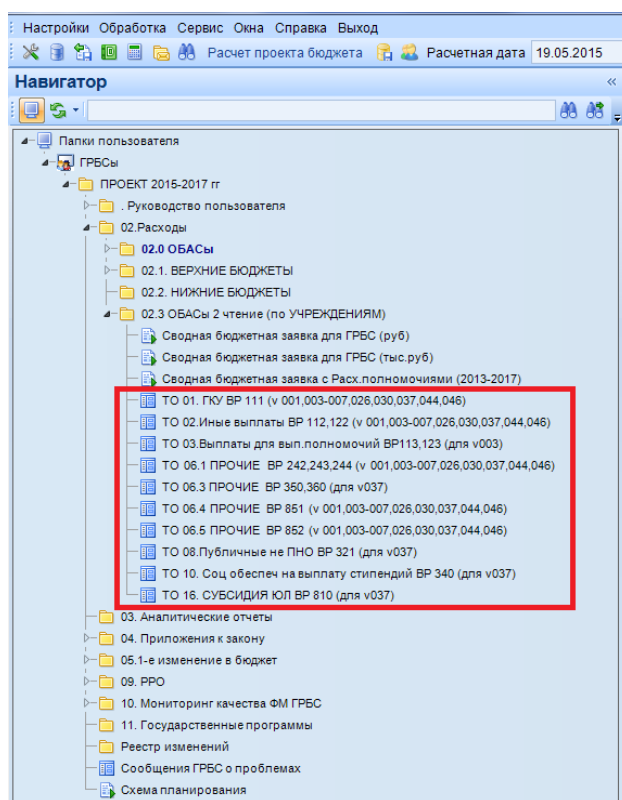 Настройки Обработка Сервис Окна Справка Выход
Расчет проекта бюджета Расчетная дата 19.05.2015
Навигатор «
Папки пользователя
ГРБСы
ПРОЕКТ 2015-2017 гг
. Руководство пользователя
02.Расходы
02.0 ОБАСы
02.1. ВЕРХНИЕ БЮДЖЕТЫ
02.2. НИЖНИЕ БЮДЖЕТЫ
02.3 ОБАСы 2 чтение (по УЧРЕЖДЕНИЯМ)
Сводная бюджетная заявка для ГРБС (руб)
Сводная бюджетная заявка для ГРБС (тыс.руб)
Сводная бюджетная заявка с Расх.полномочиями (2013-2017)
ТО 01. ГКУ ВР 111 (v 001,003-007,026,030,037,044,046)
ТО 02.Иные выплаты ВР 112,122 (v 001,003-007,026,030,037,044,046)
ТО 03.Выплаты для вып.полномочий ВР113,123 (для v003)
ТО 06.1 ПРОЧИЕ ВР 242,243,244 (v 001,003-007,026,030,037,044,046)
ТО 06.3 ПРОЧИЕ ВР 350,360 (для v037)
ТО 06.4 ПРОЧИЕ ВР 851 (v 001,003-007,026,030,037,044,046)
ТО 06.5 ПРОЧИЕ ВР 852 (v 001,003-007,026,030,037,044,046)
ТО 08.Публичные не ПНО ВР 321 (для v037)
ТО 10. Соц обеспеч на выплату стипендий ВР 340 (для v037)
ТО 16. СУБСИДИЯ ЮЛ ВР 810 (для v037)
03. Аналитические отчеты
04. Приложения к закону
05.1-е изменение в бюджет
09. РРО
10. Мониторинг качества ФМ ГРБС
11. Государственные программы
Реестр изменений
Сообщения ГРБС о проблемах
Схема планирования